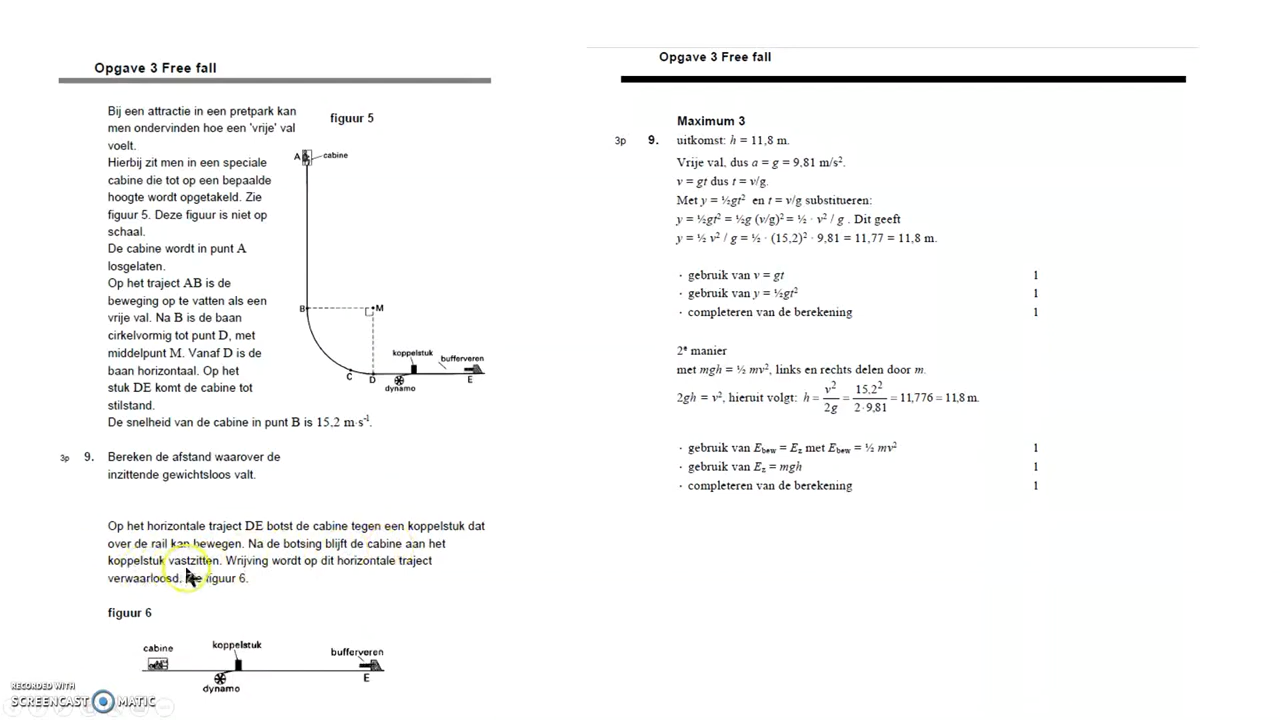 Opgave 3 Free fall
Bij een attractie in een pretpark kan
men ondervinden hoe een 'vrije' val
voelt.
Hierbij zit men in een speciale
cabine die tot op een bepaalde
hoogte wordt opgetakeld. Zie
figuur 5. Deze figuur is niet op
schaal.
De cabine wordt in punt A
losgelaten.
Op het traject AB is de
beweging op te vatten als een
vrije val. Na B is de baan
cirkelvormig tot punt D, met
middelpunt M. Vanaf D is de
baan horizontaal. Op het
stuk DE komt de cabine tot
stilstand.
De snelheid van de cabine in punt B is 15,2 m·s⁻¹.
figuur 5
A
cabine
B
M
koppelstuk
bufferveren
C
D
E
dynamo
3p 9. Bereken de afstand waarover de
inzittende gewichtsloos valt.
Op het horizontale traject DE botst de cabine tegen een koppelstuk dat
over de rail kan bewegen. Na de botsing blijft de cabine aan het
koppelstuk vastzitten. Wrijving wordt op dit horizontale traject
verwaarloosd. figuur 6.
figuur 6
cabine
koppelstuk
bufferveren
dynamo
E
RECORDED WITH
SCREENCAST MATIC
Opgave 3 Free fall
Maximum 3
3p 9. uitkomst: h = 11,8 m.
Vrije val, dus a = g = 9,81 m/s².
v = gt dus t = v/g.
Met y = ½gt² en t = v/g substitueren:
y = ½gt² = ½g (v/g)² = ½ · v² / g . Dit geeft
y = ½ v² / g = ½ · (15,2)² · 9,81 = 11,77 = 11,8 m.
· gebruik van v = gt 1
· gebruik van y = ½gt² 1
· completeren van de berekening 1
2ᵉ manier
met mgh = ½ mv², links en rechts delen door m.
2gh = v², hieruit volgt: h = v²/2g = 15,2²/2·9,81 = 11,776 = 11,8 m.
· gebruik van E_bew = E_z met E_bew = ½ mv² 1
· gebruik van E_z = mgh 1
· completeren van de berekening 1